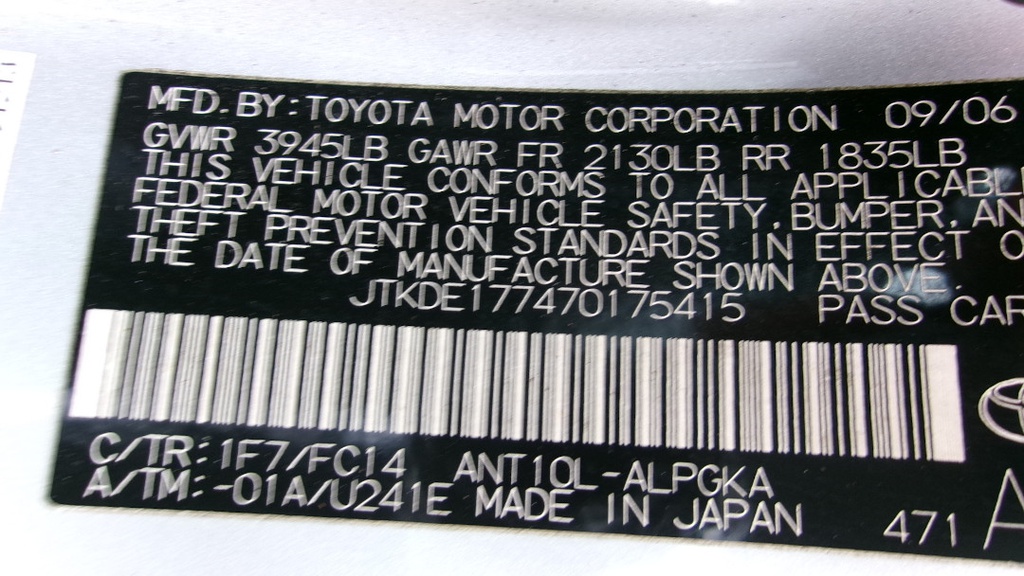 MFD. BY: TOYOTA MOTOR CORPORATION 09/06
GVWR 3945LB GAWR FR 2130LB RR 1835LB
THIS VEHICLE CONFORMS TO ALL APPLICABL
FEDERAL MOTOR VEHICLE SAFETY, BUMPER, AN
THEFT PREVENTION STANDARDS IN EFFECT O
THE DATE OF MANUFACTURE SHOWN ABOVE.
JTKDE177470175415 PASS CAR
C/TR: 1F7/FC14 ANT10L-ALPGKA
A/TM: -01A/U241E MADE IN JAPAN 471 A